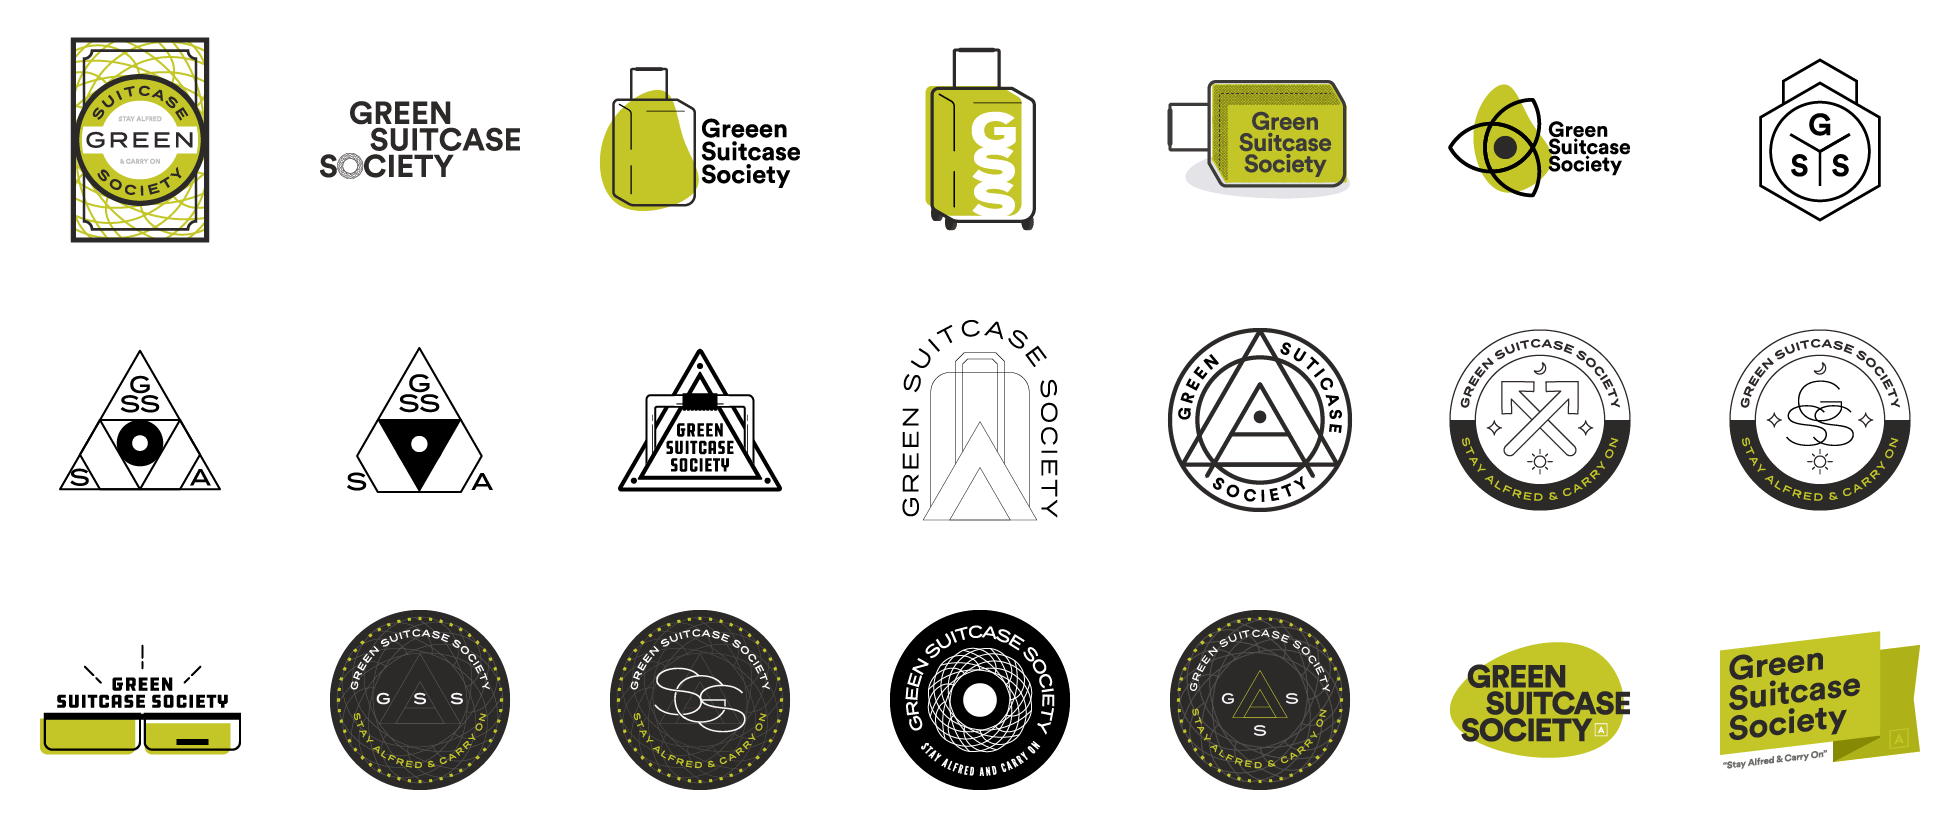 SUITCASE
STAY ALFRED
GREEN
& CARRY ON
SOCIETY
GREEN
SUITCASE
SOCIETY
Greeen
Suitcase
Society
GSS
Green
Suitcase
Society
Green
Suitcase
Society
G
S S
G
SS
S A
G
SS
S A
GREEN
SUITCASE
SOCIETY
GREEN SUITCASE SOCIETY
GREEN SUTICASE
SOCIETY
GREEN SUITCASE SOCIETY
STAY ALFRED & CARRY ON
GREEN SUITCASE SOCIETY
GSS
STAY ALFRED & CARRY ON
GREEN
SUITCASE SOCIETY
GREEN SUITCASE SOCIETY
G S S
STAY ALFRED & CARRY ON
GREEN SUITCASE SOCIETY
SGS
STAY ALFRED & CARRY ON
GREEN SUITCASE SOCIETY
STAY ALFRED AND CARRY ON
GREEN SUITCASE SOCIETY
G A S
S
STAY ALFRED & CARRY ON
GREEN
SUITCASE
SOCIETY A
Green
Suitcase
Society
A
"Stay Alfred & Carry On"